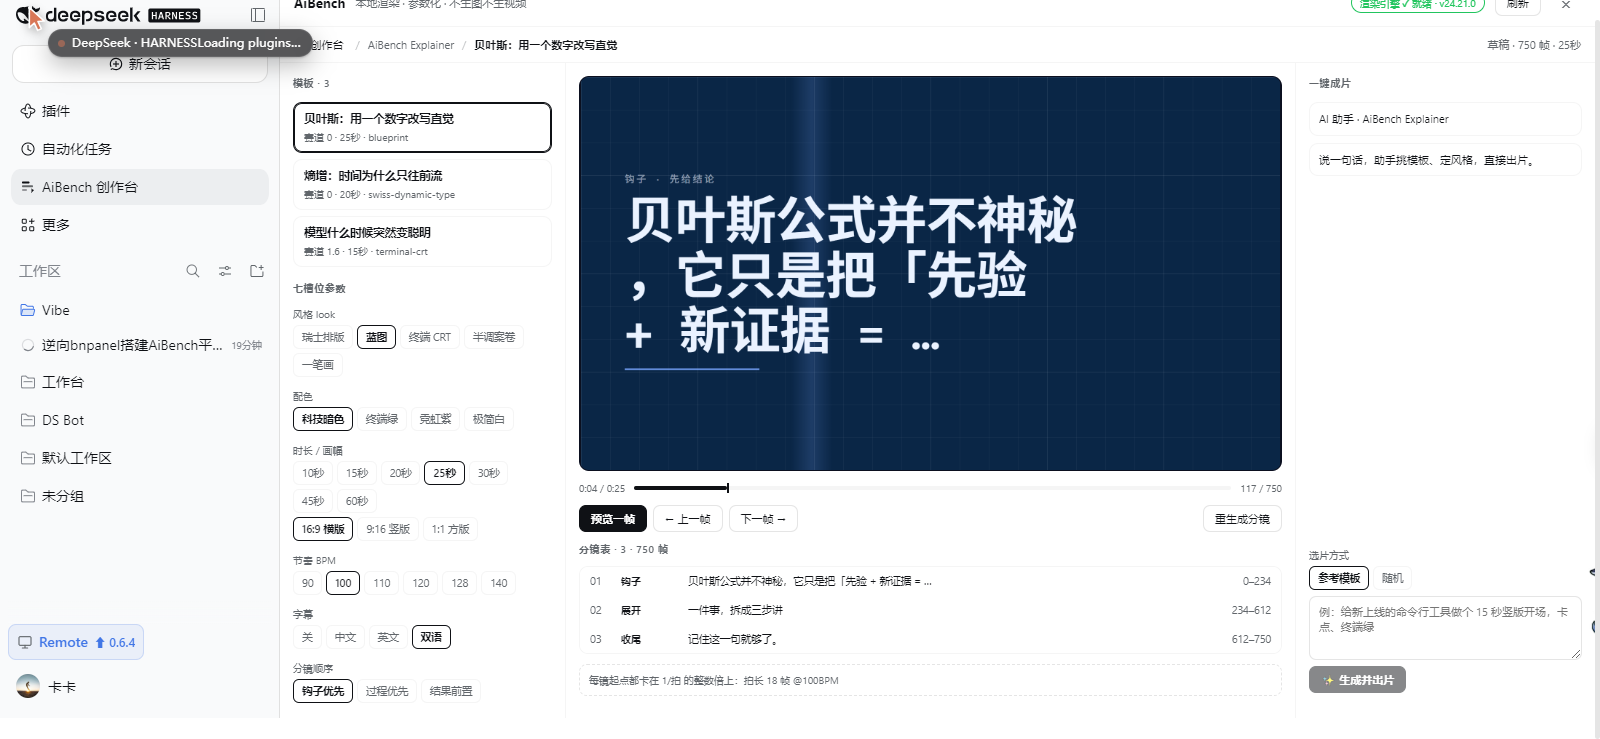 deepseek HARNESS
DeepSeek · HARNESSLoading plugins...
新会话
插件
自动化任务
AiBench 创作台
更多
工作区
Vibe
逆向bnpanel搭建AiBench平... 19分钟
工作台
DS Bot
默认工作区
未分组
Remote 0.6.4
卡卡
AiBench 本地渲染 · 参数化 · 不生图不生视频
渲染引擎 ✓ 就绪 · v24.21.0
刷新
创作台 / AiBench Explainer / 贝叶斯：用一个数字改写直觉
草稿 · 750 帧 · 25秒
模板 · 3
贝叶斯：用一个数字改写直觉
赛道 0 · 25秒 · blueprint
熵增：时间为什么只往前流
赛道 0 · 20秒 · swiss-dynamic-type
模型什么时候突然变聪明
赛道 1.6 · 15秒 · terminal-crt
七槽位参数
风格 look
瑞士排版 蓝图 终端 CRT 半调案卷
一笔画
配色
科技暗色 终端绿 霓虹紫 极简白
时长 / 画幅
10秒 15秒 20秒 25秒 30秒
45秒 60秒
16:9 横版 9:16 竖版 1:1 方版
节奏 BPM
90 100 110 120 128 140
字幕
关 中文 英文 双语
分镜顺序
钩子优先 过程优先 结果前置
钩子 · 先给结论
贝叶斯公式并不神秘
，它只是把「先验
+ 新证据 = …
0:04 / 0:25
117 / 750
预览一帧 ← 上一帧 下一帧 → 重生成分镜
分镜表 · 3 · 750 帧
01 钩子 贝叶斯公式并不神秘，它只是把「先验 + 新证据 = … 0–234
02 展开 一件事，拆成三步讲 234–612
03 收尾 记住这一句就够了。 612–750
每镜起点都卡在 1/拍 的整数倍上：拍长 18 帧 @100BPM
一键成片
AI 助手 · AiBench Explainer
说一句话，助手挑模板、定风格，直接出片。
选片方式
参考模板 随机
例：给新上线的命令行工具做个 15 秒竖版开场，卡
点、终端绿
✨ 生成并出片